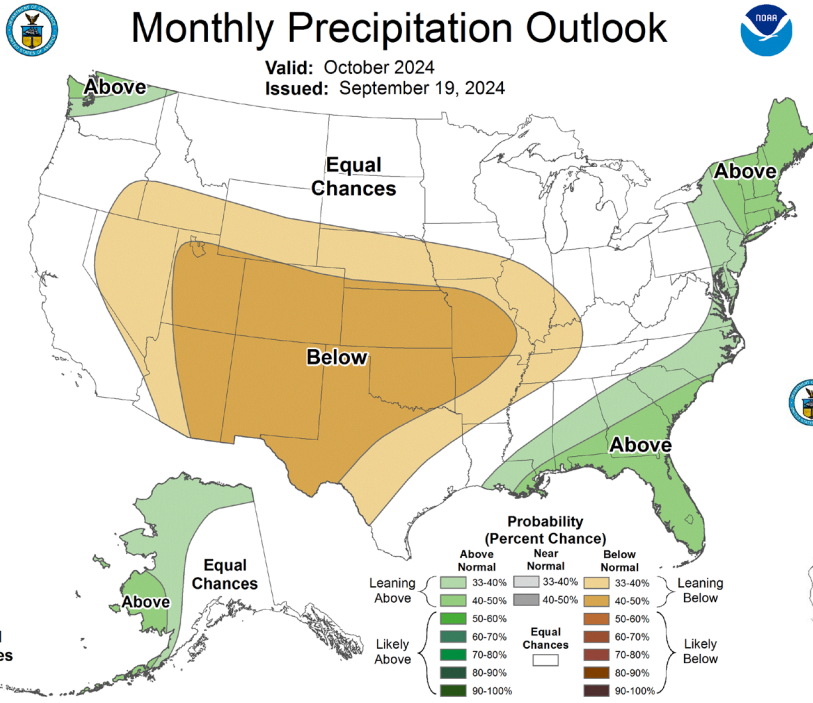 Monthly Precipitation Outlook
NOAA
Valid: October 2024
Issued: September 19, 2024
Above
Equal
Chances
Above
Below
Above
Equal
Chances
Above
es
Probability
(Percent Chance)
Above
Normal
Near
Normal
Below
Normal
Leaning
Above
33-40%
33-40%
33-40%
Leaning
Below
40-50%
40-50%
40-50%
Likely
Above
50-60%
60-70%
70-80%
80-90%
90-100%
Equal
Chances
50-60%
60-70%
70-80%
80-90%
90-100%
Likely
Below